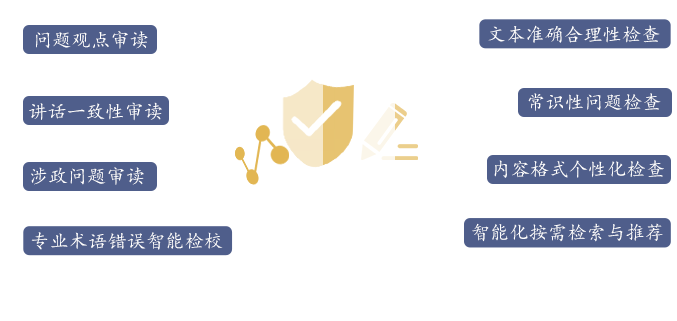 问题观点审读
讲话一致性审读
涉政问题审读
专业术语错误智能检校
文本准确合理性检查
常识性问题检查
内容格式个性化检查
智能化按需检索与推荐